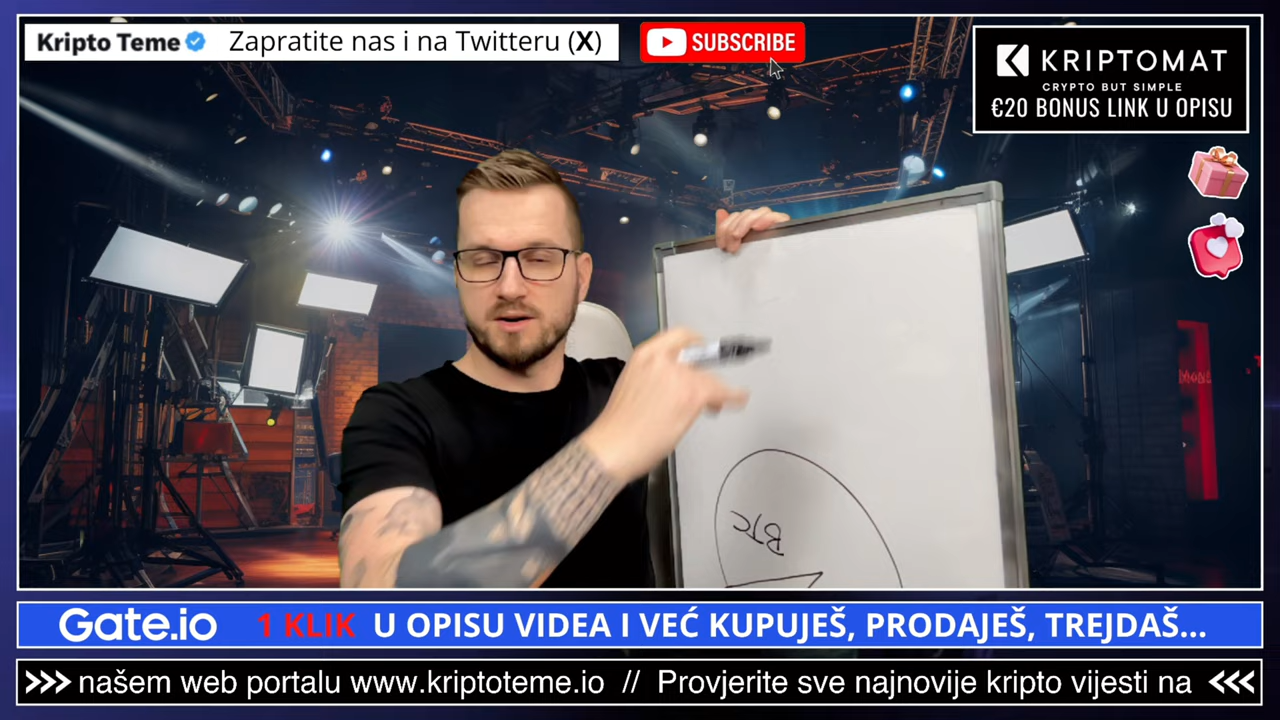 Kripto Teme
Zapratite nas i na Twitteru (X)
SUBSCRIBE
KRIPTOMAT
CRYPTO BUT SIMPLE
€20 BONUS LINK U OPISU
BTC
Gate.io
1 KLIK U OPISU VIDEA I VEĆ KUPUJEŠ, PRODAJEŠ, TREJDAŠ...
>>> našem web portalu www.kriptoteme.io // Provjerite sve najnovije kripto vijesti na <<<